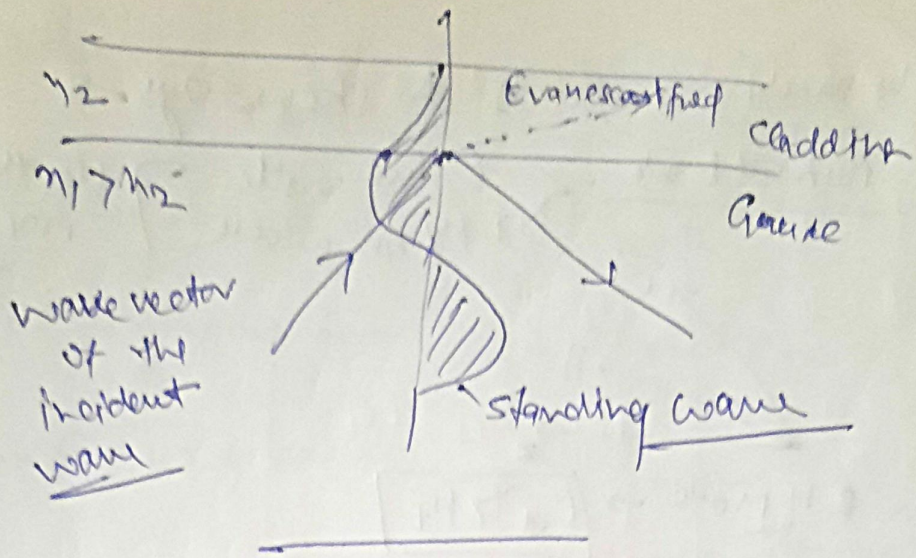 n2
Evanescent field
Cladding
n1 > n2
Guide
wave vector
of the
incident
wave
standing wave